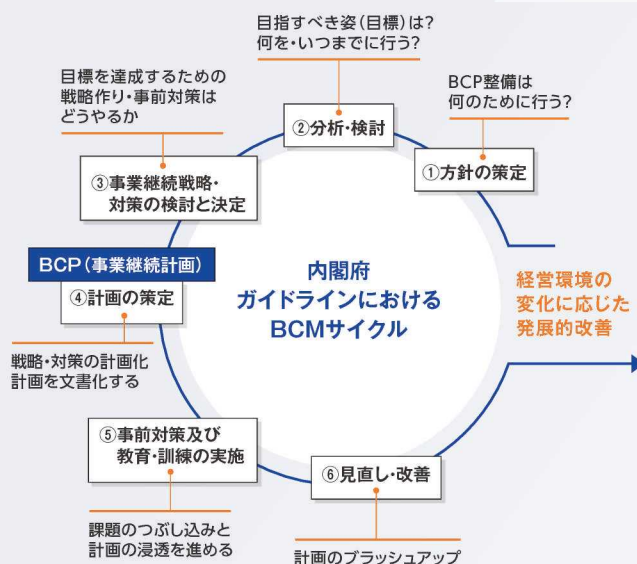 目指すべき姿（目標）は？
何を・いつまでに行う？
目標を達成するための
戦略作り・事前対策は
どうやるか
BCP整備は
何のために行う？
②分析・検討
①方針の策定
③事業継続戦略・
対策の検討と決定
BCP（事業継続計画）
④計画の策定
内閣府
ガイドラインにおける
BCMサイクル
経営環境の
変化に応じた
発展的改善
戦略・対策の計画化
計画を文書化する
⑤事前対策及び
教育・訓練の実施
⑥見直し・改善
課題のつぶし込みと
計画の浸透を進める
計画のブラッシュアップ